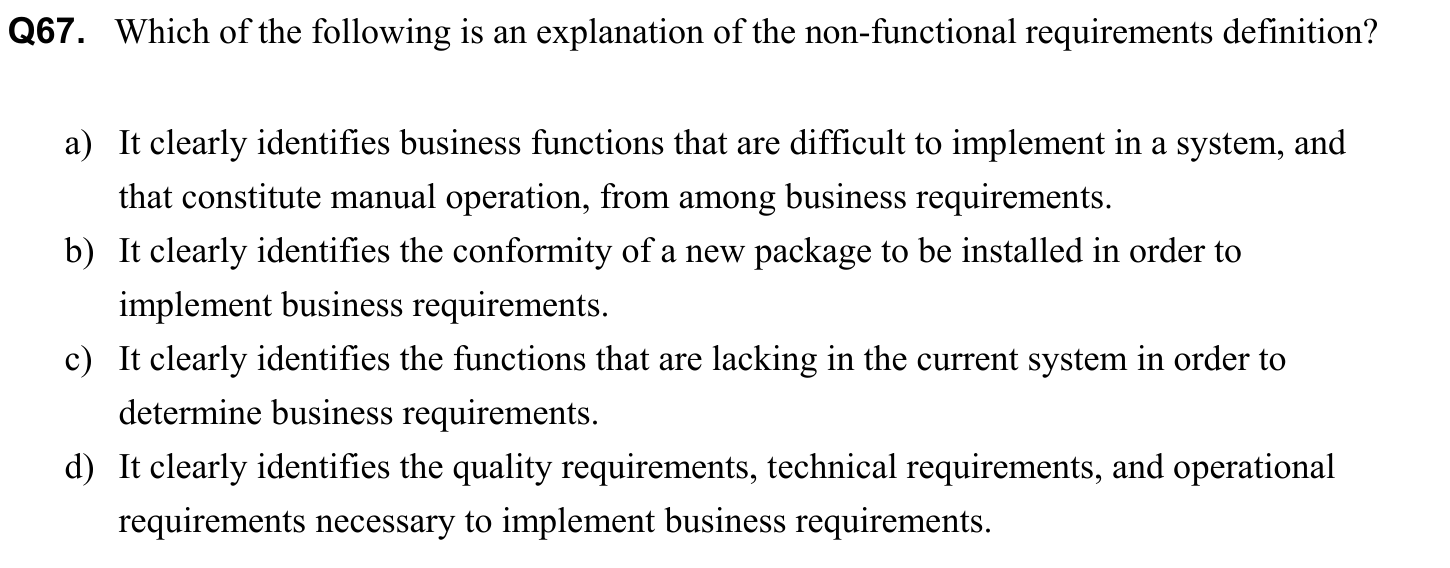 Q67. Which of the following is an explanation of the non-functional requirements definition?
a) It clearly identifies business functions that are difficult to implement in a system, and
that constitute manual operation, from among business requirements.
b) It clearly identifies the conformity of a new package to be installed in order to
implement business requirements.
c) It clearly identifies the functions that are lacking in the current system in order to
determine business requirements.
d) It clearly identifies the quality requirements, technical requirements, and operational
requirements necessary to implement business requirements.